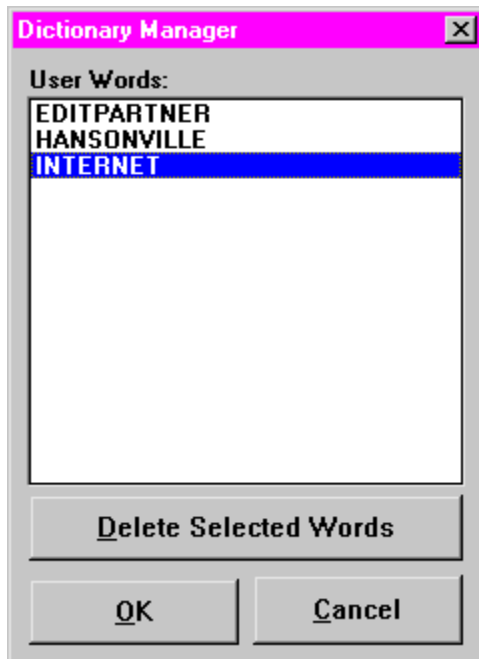 Dictionary Manager
User Words:
EDITPARTNER
HANSONVILLE
INTERNET
Delete Selected Words
OK
Cancel